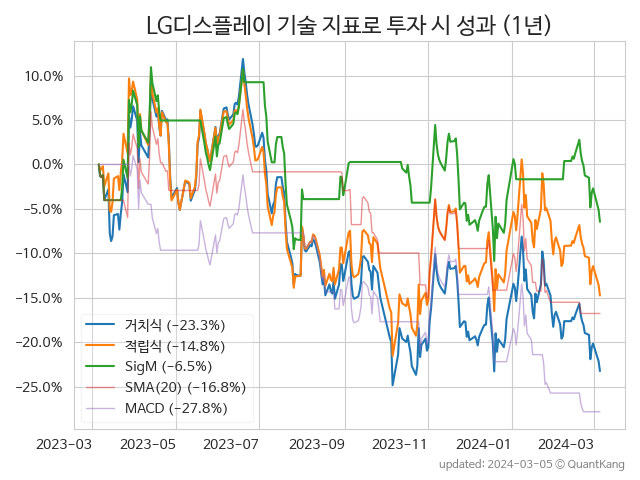 LG디스플레이 기술 지표로 투자 시 성과 (1년)
10.0%
5.0%
0.0%
−5.0%
−10.0%
−15.0%
−20.0%
−25.0%
거치식 (−23.3%)
적립식 (−14.8%)
SigM (−6.5%)
SMA(20) (−16.8%)
MACD (−27.8%)
2023-03 2023-05 2023-07 2023-09 2023-11 2024-01 2024-03
updated: 2024-03-05 © QuantKang